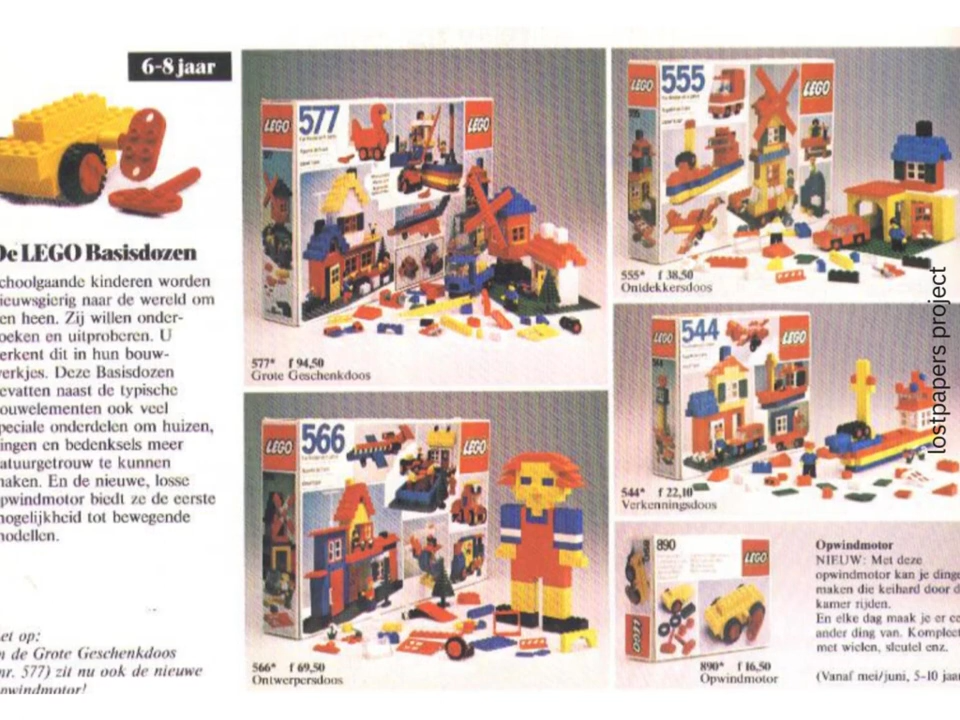 6-8 jaar
De LEGO Basisdozen
choolgaande kinderen worden
ieuwsgierig naar de wereld om
en heen. Zij willen onder-
oeken en uitproberen. U
erkent dit in hun bouw-
erkjes. Deze Basisdozen
evatten naast de typische
ouwelementen ook veel
peciale onderdelen om huizen,
ingen en bedenksels meer
atuurgetrouw te kunnen
naken. En de nieuwe, losse
pwindmotor biedt ze de eerste
nogelijkheid tot bewegende
nodellen.
et op:
n de Grote Geschenkdoos
nr. 577) zit nu ook de nieuwe
pwindmotor!
LEGO 577 LEGO
577* f 94,50
Grote Geschenkdoos
LEGO 566 LEGO
566* f 69,50
Ontwerpersdoos
LEGO 555 LEGO
555* f 38,50
Ontdekkersdoos
LEGO 544 LEGO
544* f 22,10
Verkenningsdoos
890 LEGO
LEGO
890* f 16,50
Opwindmotor
Opwindmotor
NIEUW: Met deze
opwindmotor kan je dinge
maken die keihard door d
kamer rijden.
En elke dag maak je er ee
ander ding van. Kompleet
met wielen, sleutel enz.
(Vanaf mei/juni, 5-10 jaar
lostpapers project